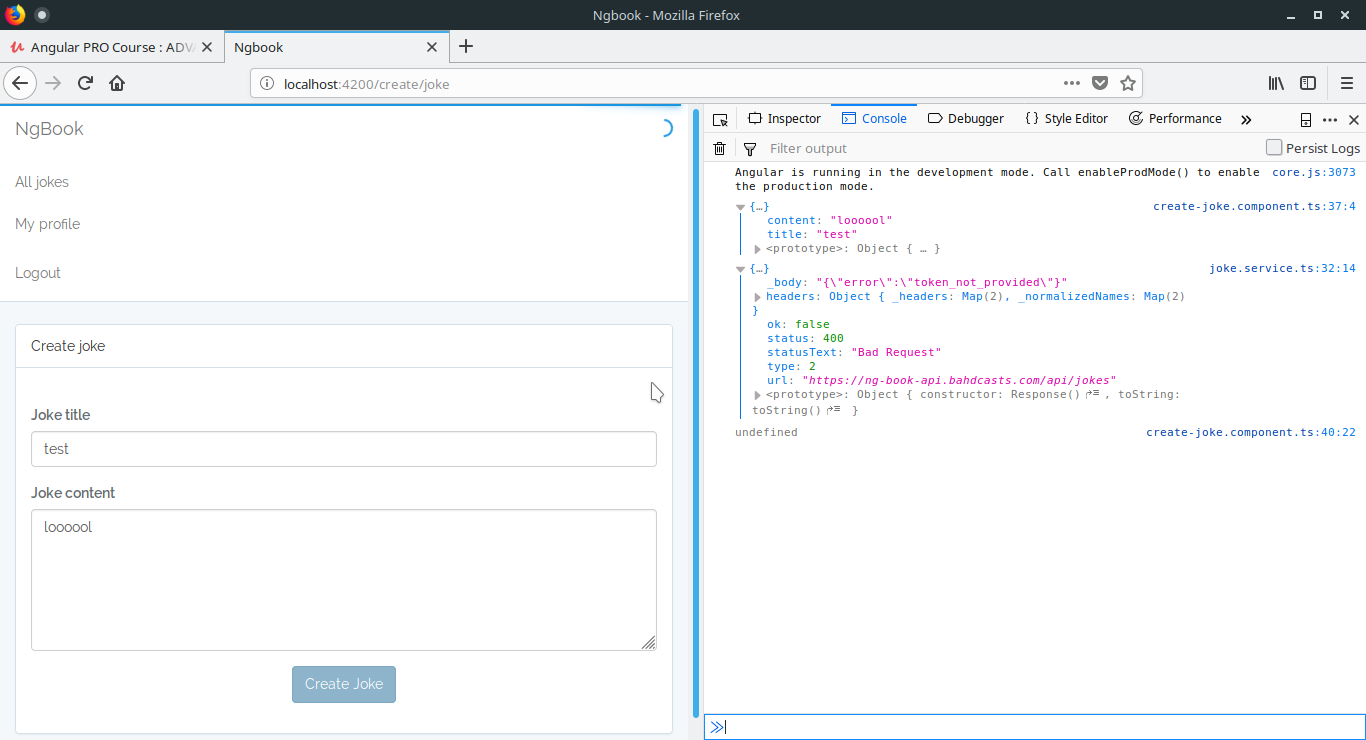 Ngbook - Mozilla Firefox
Angular PRO Course : ADVA
Ngbook
localhost:4200/create/joke
NgBook
All jokes
My profile
Logout
Create joke
Joke title
test
Joke content
loooool
Create Joke
Inspector Console Debugger {} Style Editor Performance »
Filter output Persist Logs
Angular is running in the development mode. Call enableProdMode() to enable core.js:3073
the production mode.
{…} create-joke.component.ts:37:4
content: "loooool"
title: "test"
<prototype>: Object { … }
{…} joke.service.ts:32:14
_body: "{\"error\":\"token_not_provided\"}"
headers: Object { _headers: Map(2), _normalizedNames: Map(2)
}
ok: false
status: 400
statusText: "Bad Request"
type: 2
url: "https://ng-book-api.bahdcasts.com/api/jokes"
<prototype>: Object { constructor: Response() , toString:
toString() }
undefined create-joke.component.ts:40:22